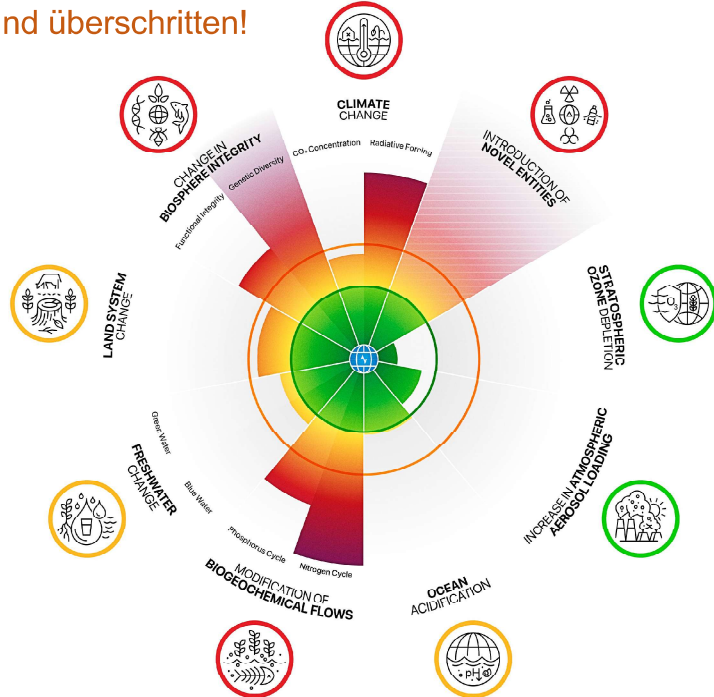 nd überschritten!
CLIMATE
CHANGE
CO₂ Concentration
Radiative Forcing
INTRODUCTION OF
NOVEL ENTITIES
STRATOSPHERIC
OZONE DEPLETION
INCREASE IN ATMOSPHERIC
AEROSOL LOADING
OCEAN
ACIDIFICATION
pH
MODIFICATION OF
BIOGEOCHEMICAL FLOWS
Phosphorus Cycle
Nitrogen Cycle
FRESHWATER
CHANGE
Green Water
Blue Water
LAND SYSTEM
CHANGE
CHANGE IN
BIOSPHERE INTEGRITY
Functional Integrity
Genetic Diversity